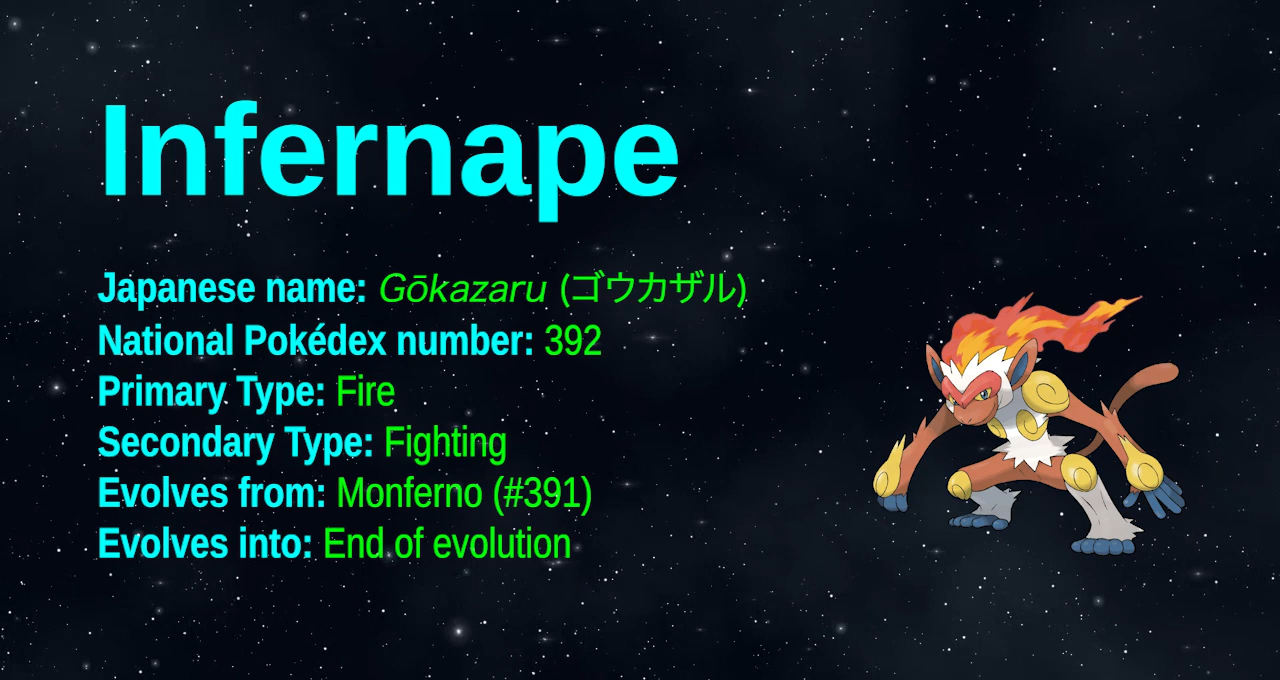 Infernape
Japanese name: Gōkazaru (ゴウカザル)
National Pokédex number: 392
Primary Type: Fire
Secondary Type: Fighting
Evolves from: Monferno (#391)
Evolves into: End of evolution